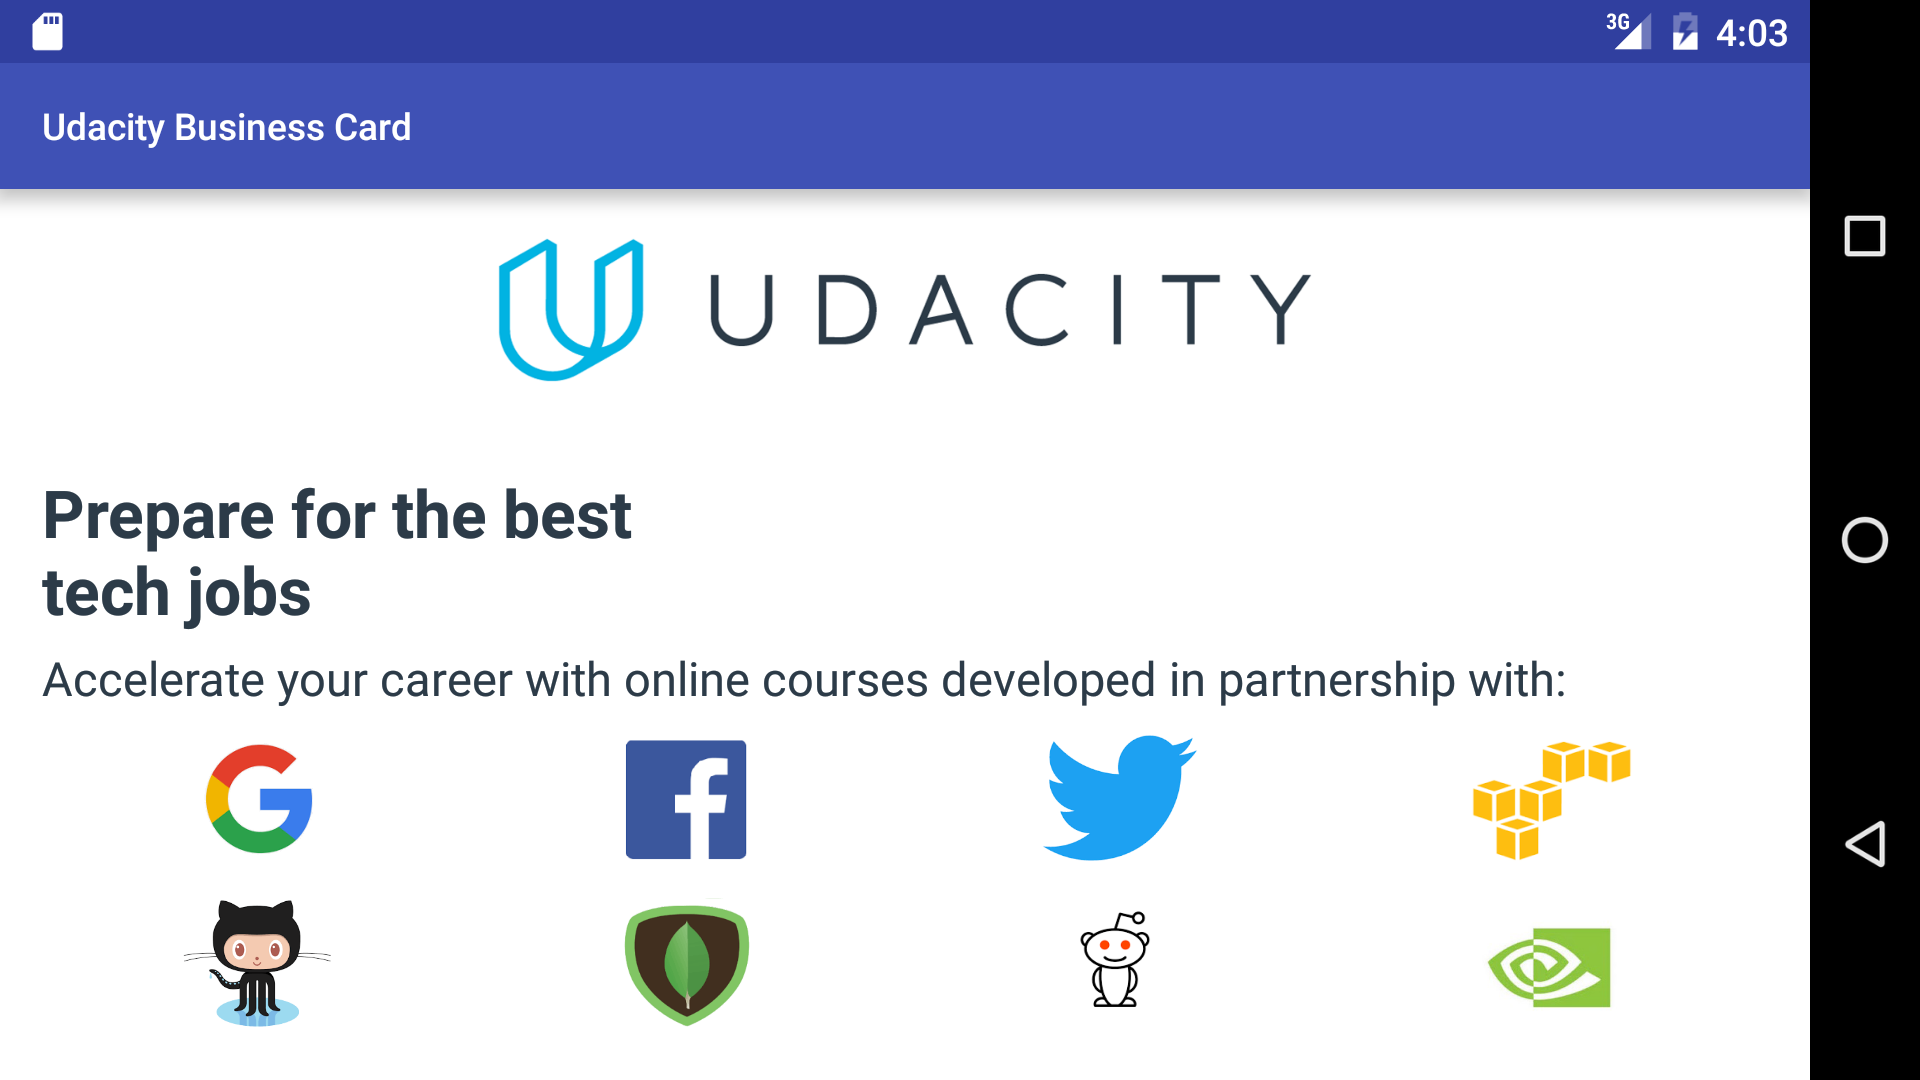 3G 4:03
Udacity Business Card
UDACITY
Prepare for the best
tech jobs
Accelerate your career with online courses developed in partnership with: